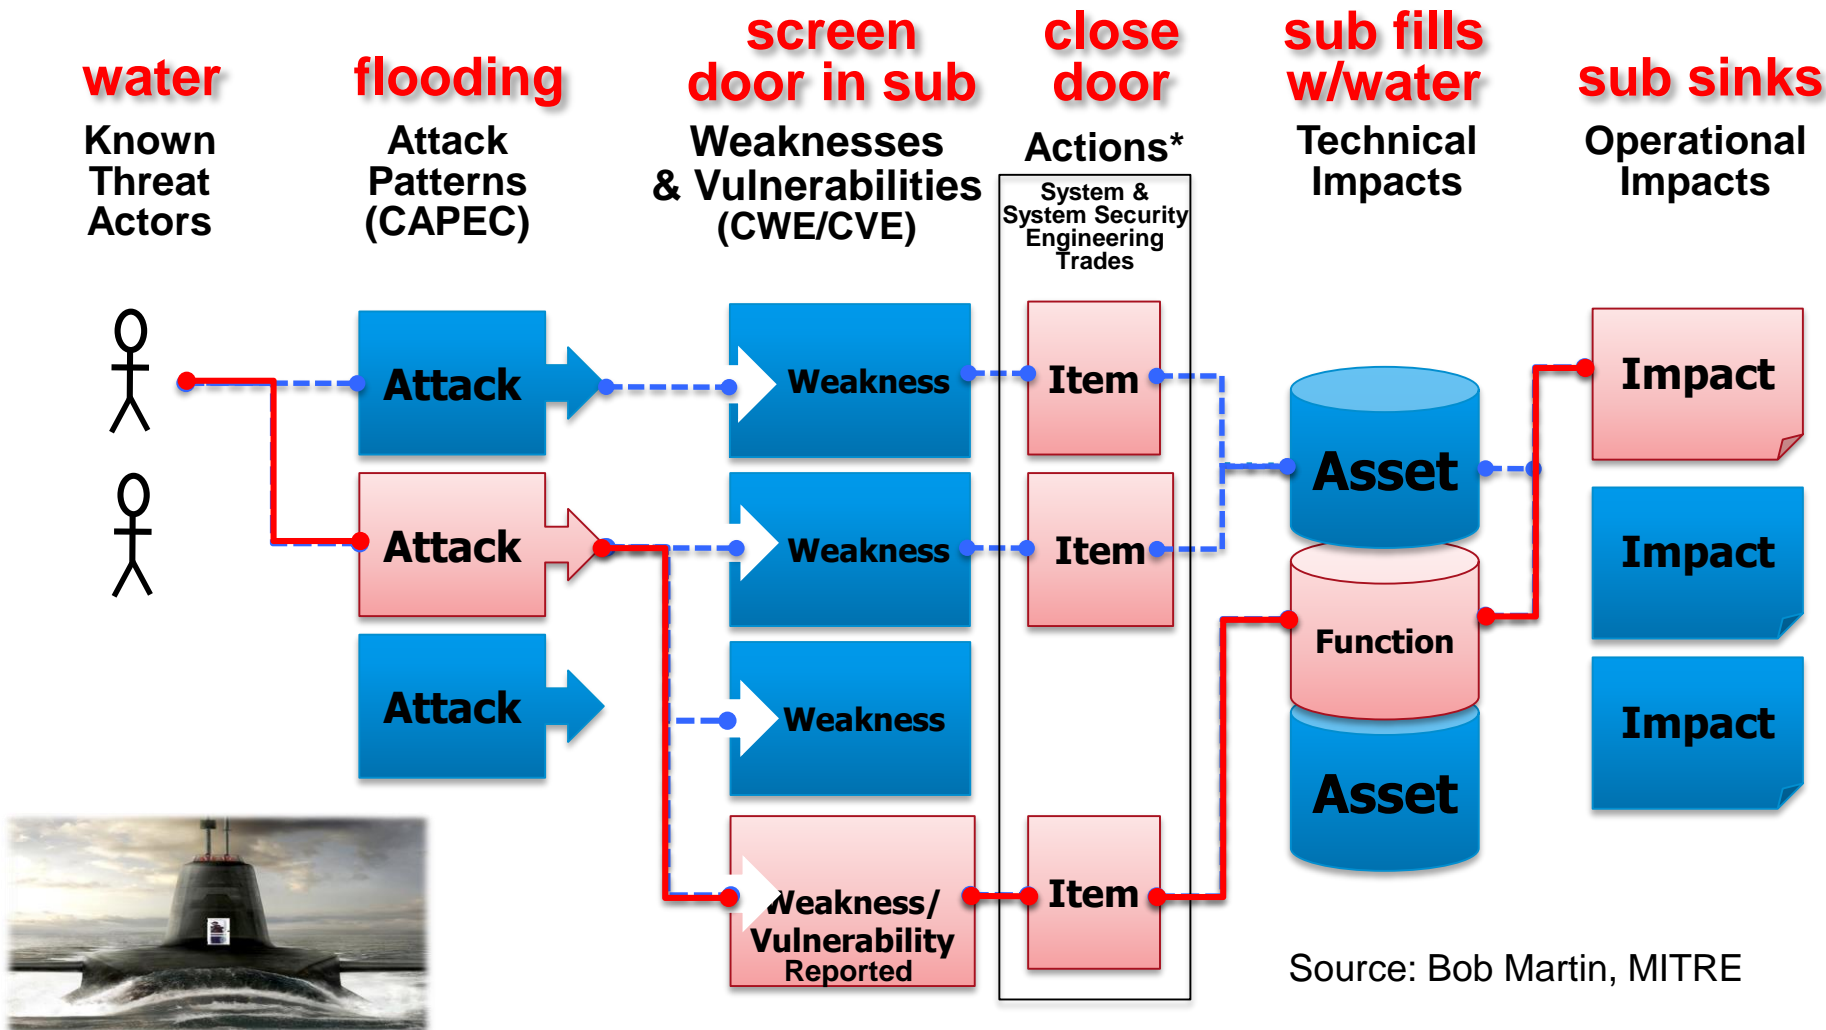 water
flooding
screen
door in sub
close
door
sub fills
w/water
sub sinks
Known
Threat
Actors
Attack
Patterns
(CAPEC)
Weaknesses
& Vulnerabilities
(CWE/CVE)
Actions*
System &
System Security
Engineering
Trades
Technical
Impacts
Operational
Impacts
Attack
Weakness
Item
Asset
Impact
Attack
Weakness
Item
Function
Impact
Attack
Weakness
Asset
Impact
Weakness/
Vulnerability
Reported
Item
Source: Bob Martin, MITRE